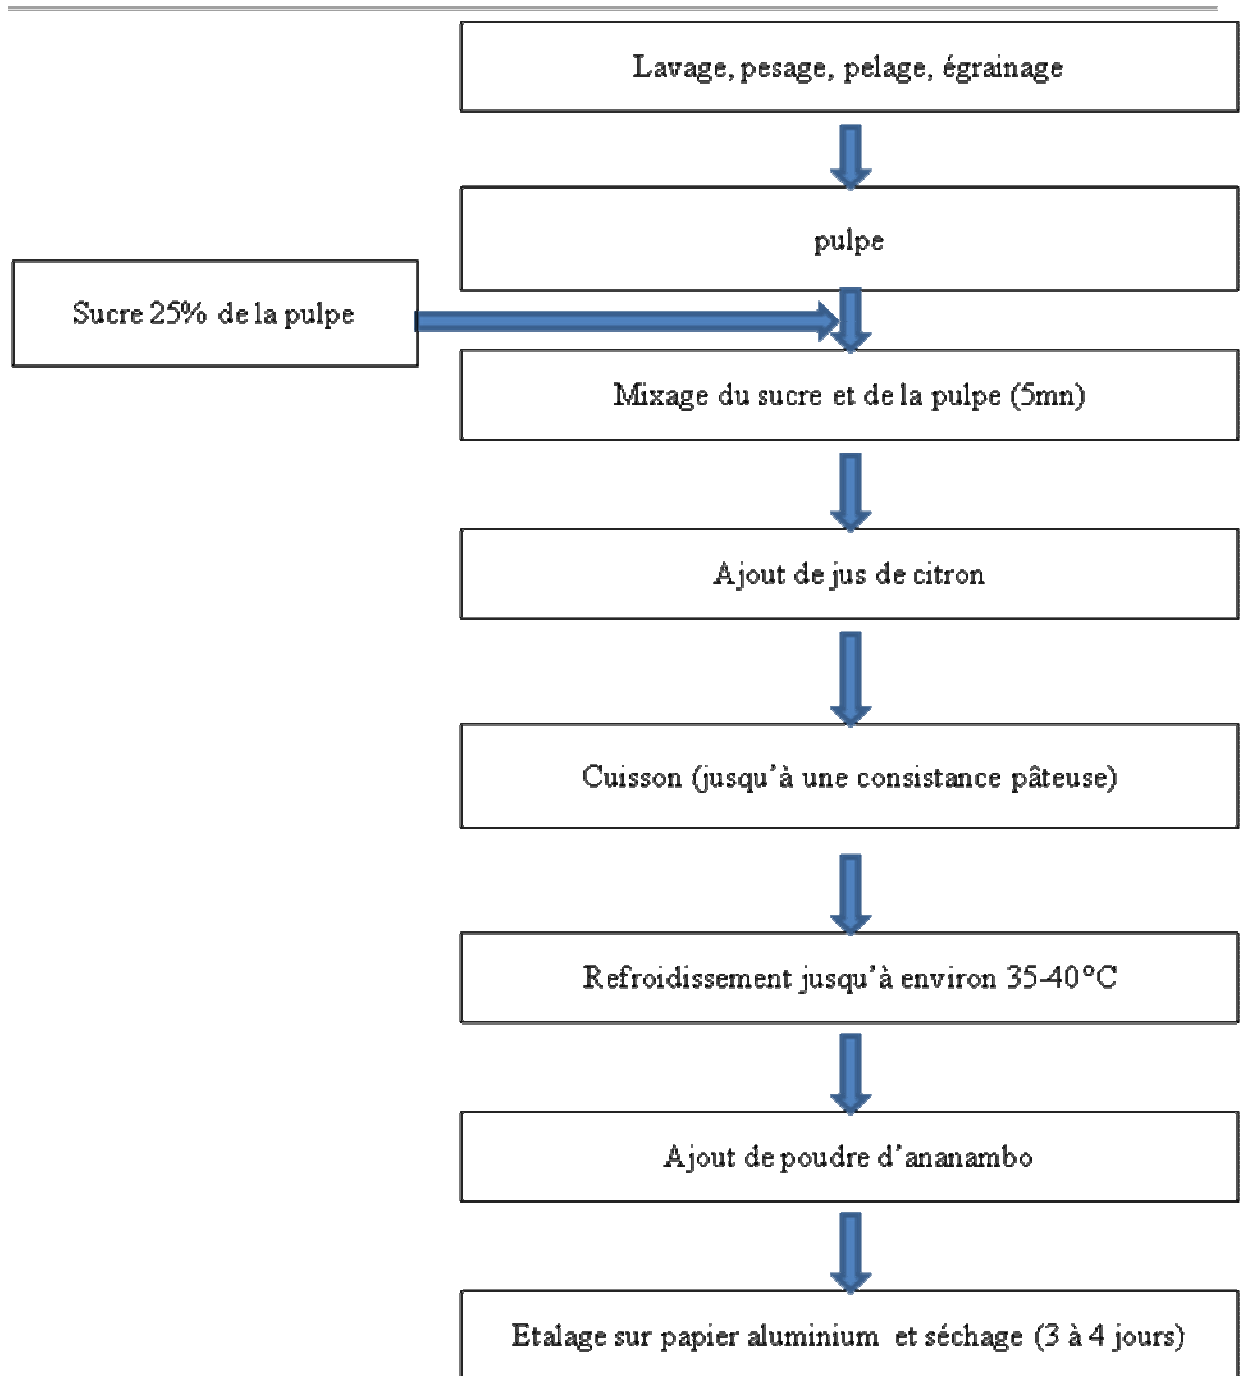 Lavage, pesage, pelage, égrainage
pulpe
Sucre 25% de la pulpe
Mixage du sucre et de la pulpe (5mn)
Ajout de jus de citron
Cuisson (jusqu'à une consistance pâteuse)
Refroidissement jusqu'à environ 35-40°C
Ajout de poudre d'ananambo
Etalage sur papier aluminium et séchage (3 à 4 jours)